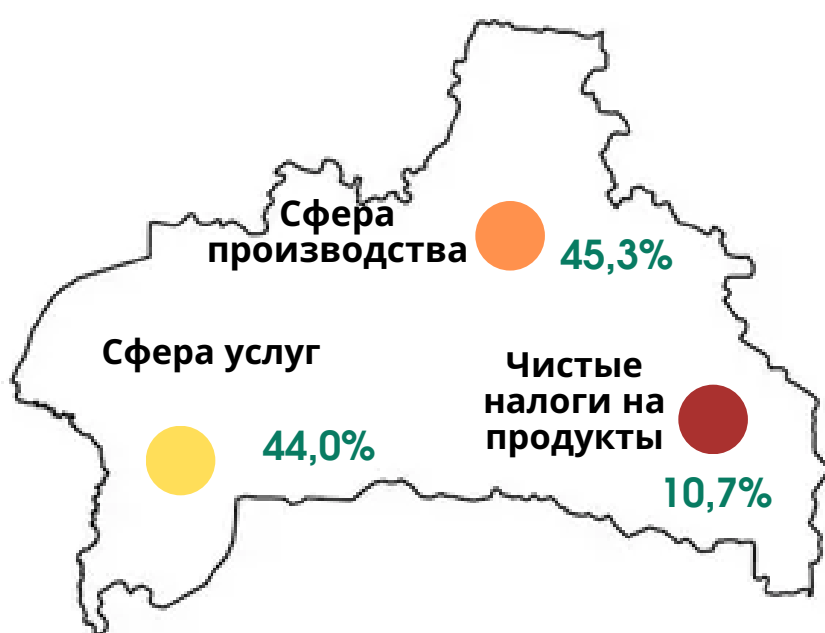 Сфера
производства
45,3%
Сфера услуг
44,0%
Чистые
налоги на
продукты
10,7%